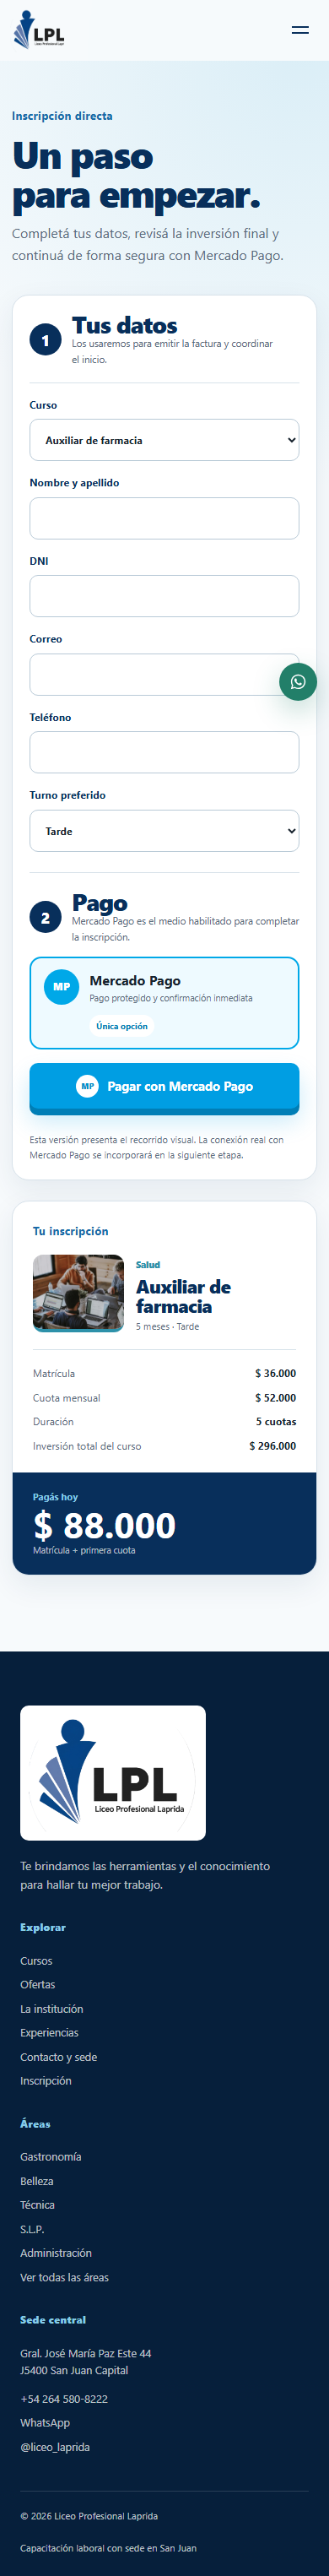 LPL
Liceo Profesional Laprida
Inscripción directa
Un paso
para empezar.
Completá tus datos, revisá la inversión final y
continuá de forma segura con Mercado Pago.
1
Tus datos
Los usaremos para emitir la factura y coordinar
el inicio.
Curso
Auxiliar de farmacia
Nombre y apellido
DNI
Correo
Teléfono
Turno preferido
Tarde
2
Pago
Mercado Pago es el medio habilitado para completar
la inscripción.
MP
Mercado Pago
Pago protegido y confirmación inmediata
Única opción
MP Pagar con Mercado Pago
Esta versión presenta el recorrido visual. La conexión real con
Mercado Pago se incorporará en la siguiente etapa.
Tu inscripción
Salud
Auxiliar de
farmacia
5 meses · Tarde
Matrícula $ 36.000
Cuota mensual $ 52.000
Duración 5 cuotas
Inversión total del curso $ 296.000
Pagás hoy
$ 88.000
Matrícula + primera cuota
LPL
Liceo Profesional Laprida
Te brindamos las herramientas y el conocimiento
para hallar tu mejor trabajo.
Explorar
Cursos
Ofertas
La institución
Experiencias
Contacto y sede
Inscripción
Áreas
Gastronomía
Belleza
Técnica
S.L.P.
Administración
Ver todas las áreas
Sede central
Gral. José María Paz Este 44
J5400 San Juan Capital
+54 264 580-8222
WhatsApp
@liceo_laprida
© 2026 Liceo Profesional Laprida
Capacitación laboral con sede en San Juan